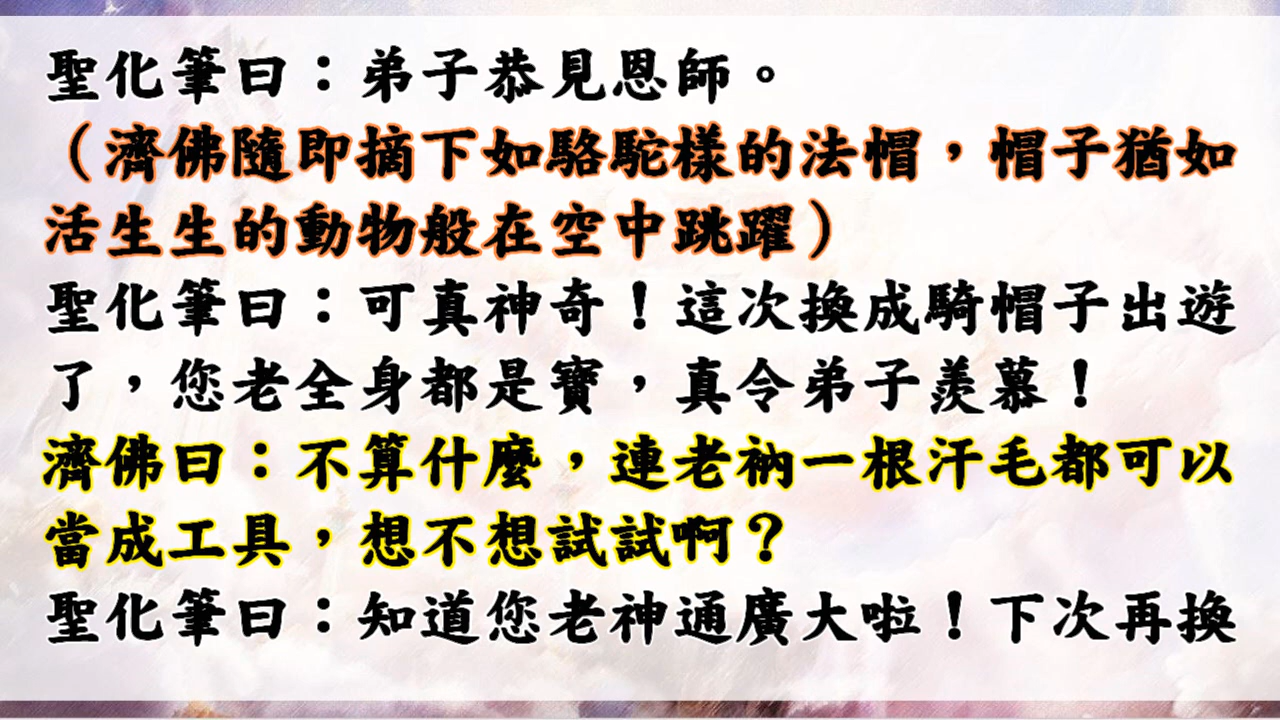 聖化筆曰：弟子恭見恩師。
（濟佛隨即摘下如駱駝樣的法帽，帽子猶如
活生生的動物般在空中跳躍）
聖化筆曰：可真神奇！這次換成騎帽子出遊
了，您老全身都是寶，真令弟子羨慕！
濟佛曰：不算什麼，連老衲一根汗毛都可以
當成工具，想不想試試啊？
聖化筆曰：知道您老神通廣大啦！下次再換